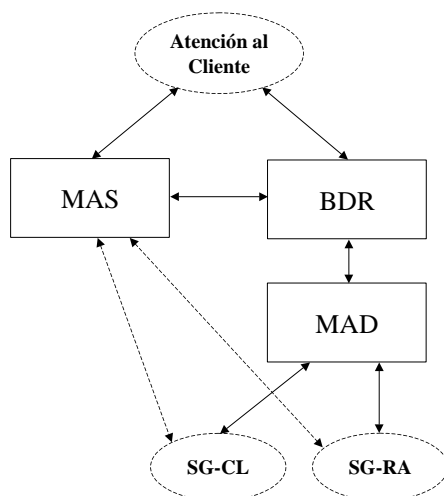 Atención al
Cliente
MAS
BDR
MAD
SG-CL
SG-RA